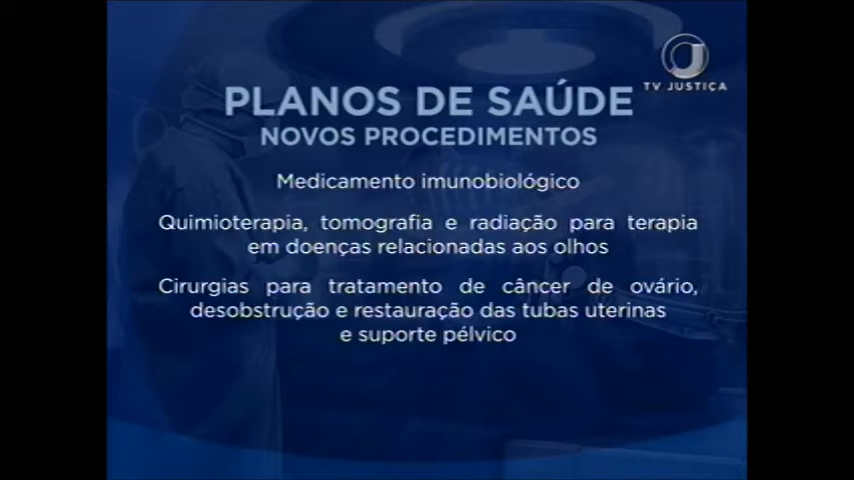 TV JUSTIÇA
PLANOS DE SAÚDE
NOVOS PROCEDIMENTOS
Medicamento imunobiológico
Quimioterapia, tomografia e radiação para terapia
em doenças relacionadas aos olhos
Cirurgias para tratamento de câncer de ovário,
desobstrução e restauração das tubas uterinas
e suporte pélvico